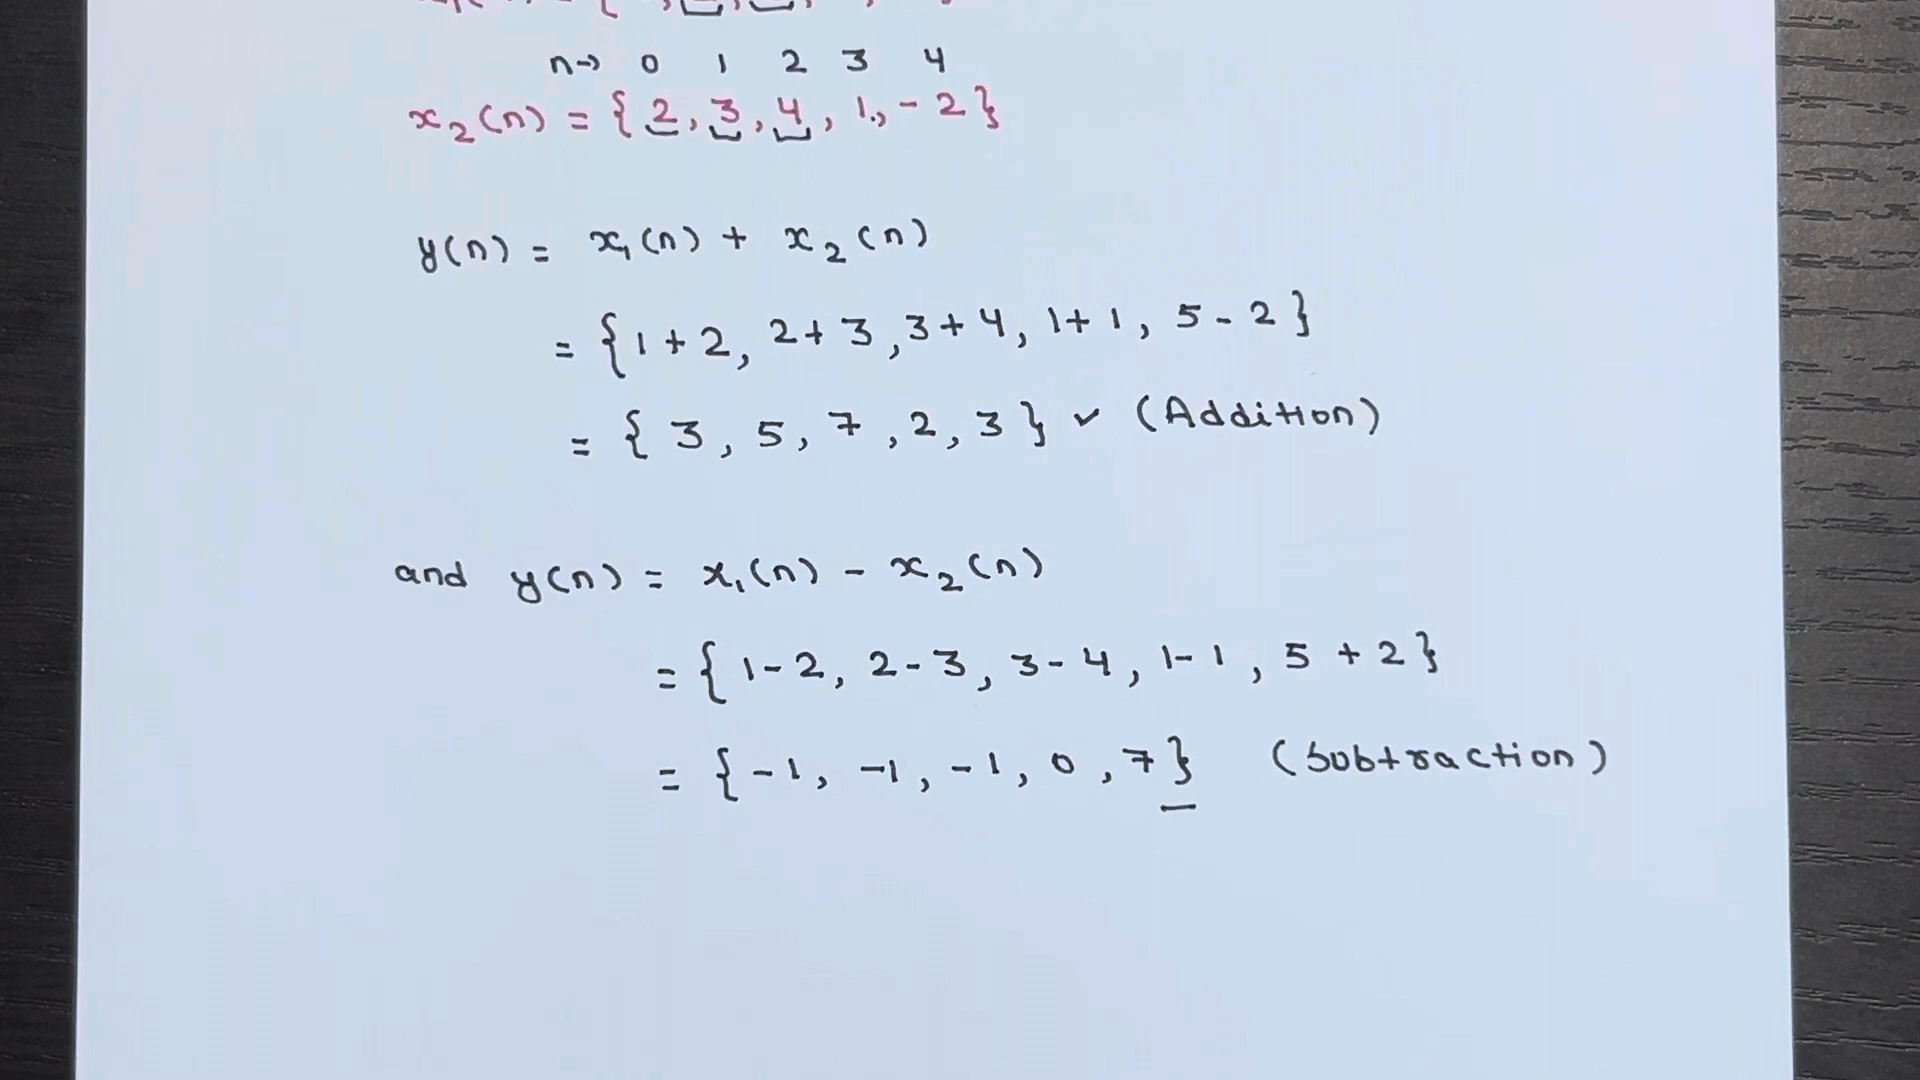 n→ 0 1 2 3 4
x₂(n) = {2, 3, 4, 1, -2}
y(n) = x₁(n) + x₂(n)
= {1+2, 2+3, 3+4, 1+1, 5-2}
= {3, 5, 7, 2, 3} ✓ (Addition)
and y(n) = x₁(n) - x₂(n)
= {1-2, 2-3, 3-4, 1-1, 5+2}
= {-1, -1, -1, 0, 7} (Subtraction)